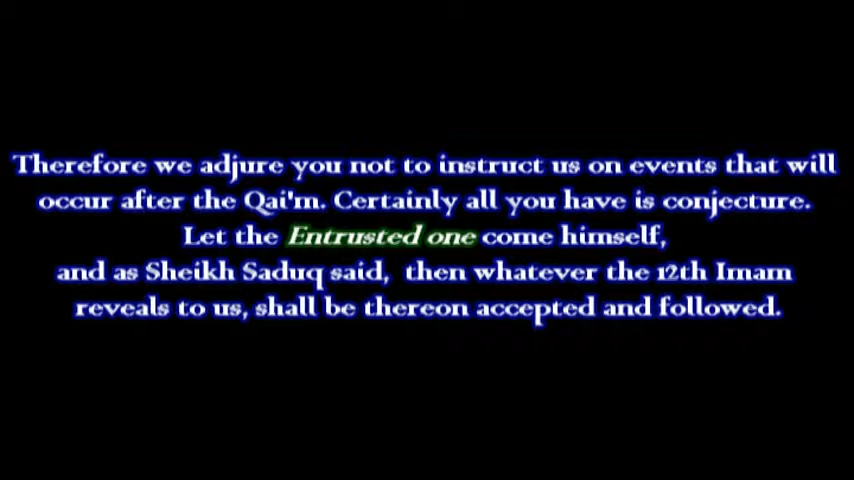 Therefore we adjure you not to instruct us on events that will
occur after the Qai'm. Certainly all you have is conjecture.
Let the Entrusted one come himself,
and as Sheikh Saduq said, then whatever the 12th Imam
reveals to us, shall be thereon accepted and followed.